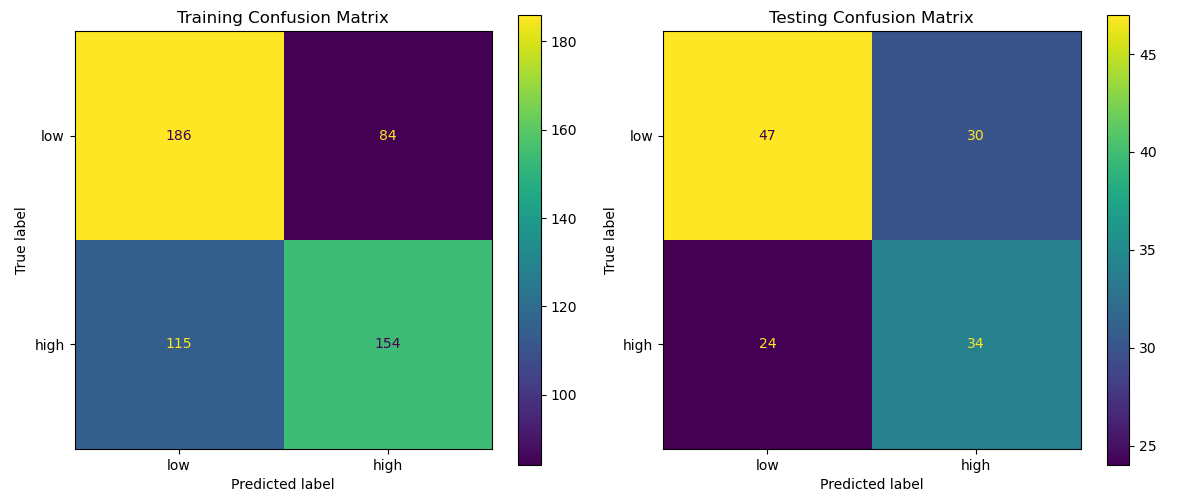 Training Confusion Matrix
True label
low
high
186
84
115
154
low
high
Predicted label
180
160
140
120
100
Testing Confusion Matrix
True label
low
high
47
30
24
34
low
high
Predicted label
45
40
35
30
25